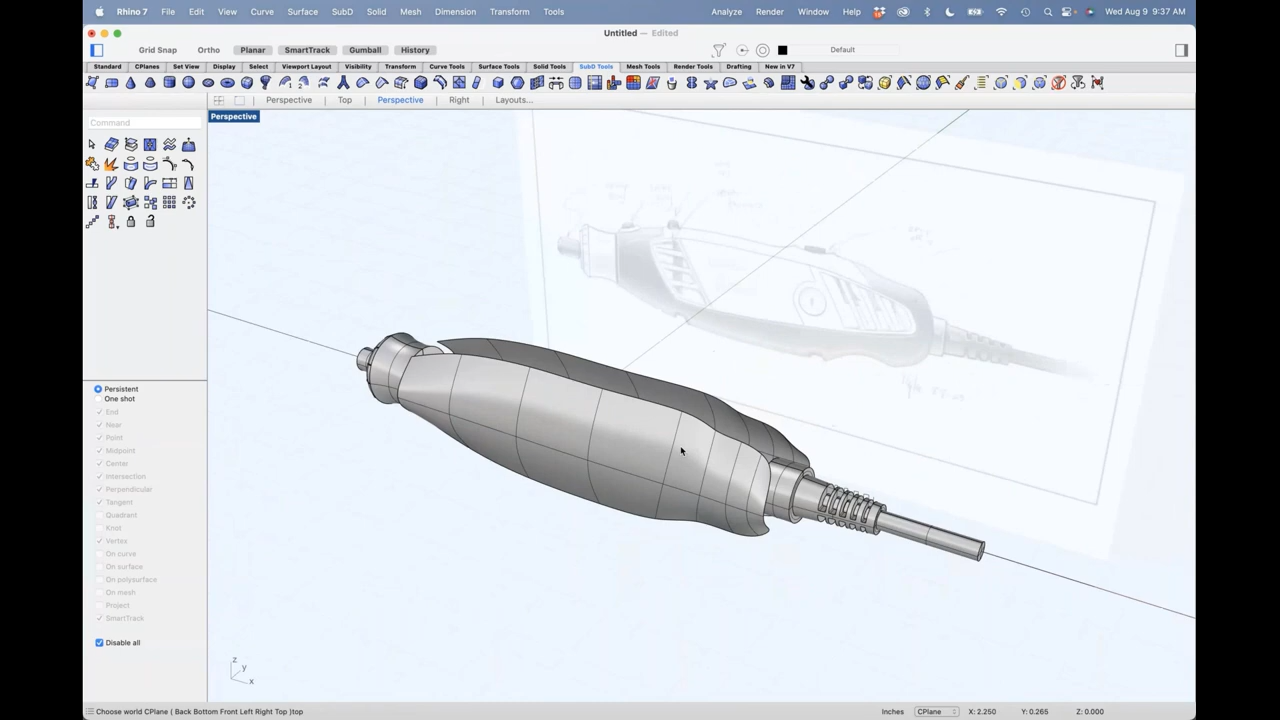 Rhino 7 File Edit View Curve Surface SubD Solid Mesh Dimension Transform Tools Analyze Render Window Help Wed Aug 9 9:37 AM
Untitled — Edited
Grid Snap Ortho Planar SmartTrack Gumball History Default
Standard CPlanes Set View Display Select Viewport Layout Visibility Transform Curve Tools Surface Tools Solid Tools SubD Tools Mesh Tools Render Tools Drafting New in V7
Perspective Top Perspective Right Layouts...
Perspective
Command
Persistent
One shot
End
Near
Point
Midpoint
Center
Intersection
Perpendicular
Tangent
Quadrant
Knot
Vertex
On curve
On surface
On polysurface
On mesh
Project
SmartTrack
Disable all
z
y
x
Choose world CPlane ( Back Bottom Front Left Right Top )top Inches CPlane X: 2.250 Y: 0.265 Z: 0.000